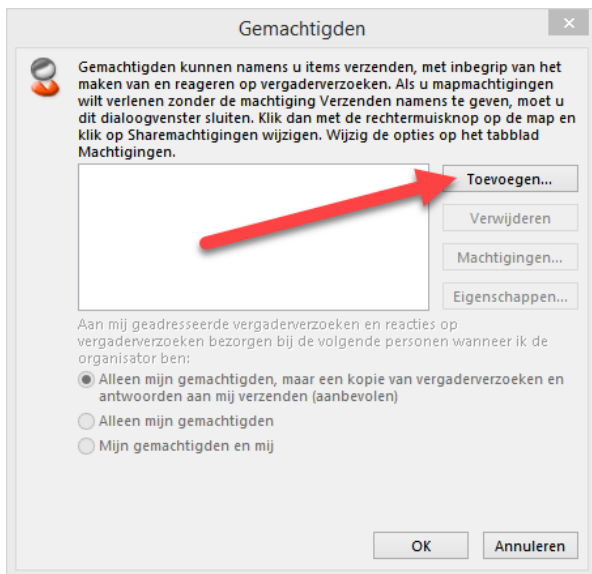 Gemachtigden
Gemachtigden kunnen namens u items verzenden, met inbegrip van het
maken van en reageren op vergaderverzoeken. Als u mapmachtigingen
wilt verlenen zonder de machtiging Verzenden namens te geven, moet u
dit dialoogvenster sluiten. Klik dan met de rechtermuisknop op de map en
klik op Sharemachtigingen wijzigen. Wijzig de opties op het tabblad
Machtigingen.
Toevoegen...
Verwijderen
Machtigingen...
Eigenschappen...
Aan mij geadresseerde vergaderverzoeken en reacties op
vergaderverzoeken bezorgen bij de volgende personen wanneer ik de
organisator ben:
Alleen mijn gemachtigden, maar een kopie van vergaderverzoeken en
antwoorden aan mij verzenden (aanbevolen)
Alleen mijn gemachtigden
Mijn gemachtigden en mij
OK
Annuleren